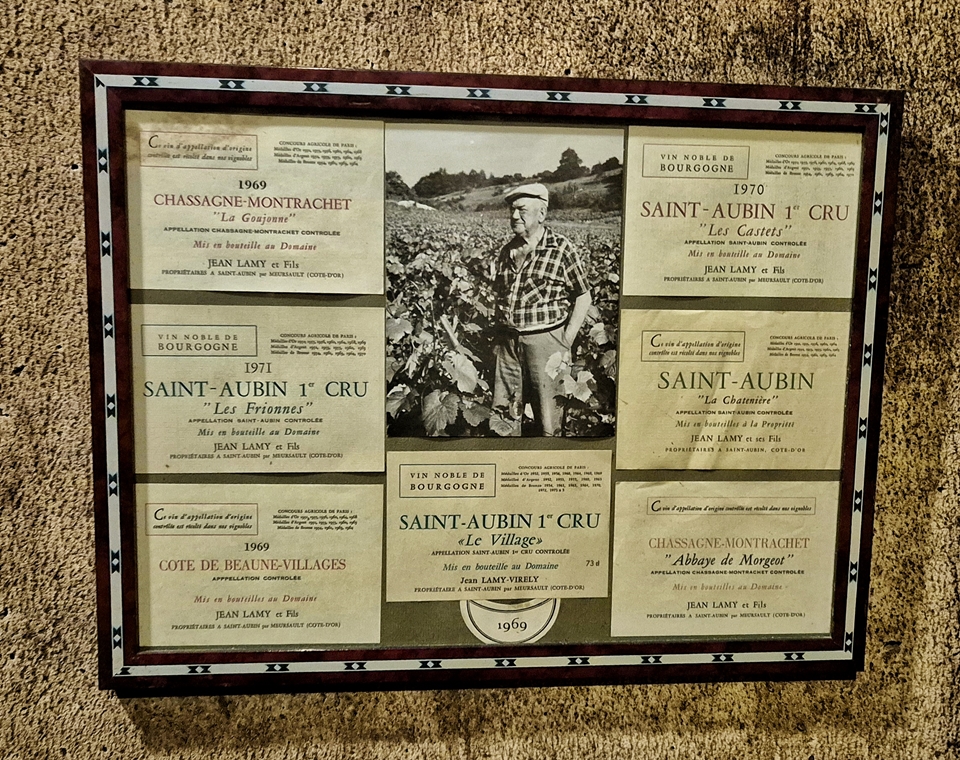 Ce vin d'appellation d'origine
contrôlée est récolté dans nos vignobles
CONCOURS AGRICOLE DE PARIS :
1969
CHASSAGNE-MONTRACHET
"La Goujonne"
APPELLATION CHASSAGNE-MONTRACHET CONTRÔLÉE
Mis en bouteille au Domaine
JEAN LAMY et Fils
PROPRIÉTAIRES A SAINT-AUBIN par MEURSAULT (COTE-D'OR)
VIN NOBLE DE
BOURGOGNE
CONCOURS AGRICOLE DE PARIS :
1971
SAINT-AUBIN 1er CRU
"Les Frionnes"
APPELLATION SAINT-AUBIN CONTRÔLÉE
Mis en bouteille au Domaine
JEAN LAMY et Fils
PROPRIÉTAIRES A SAINT-AUBIN par MEURSAULT (COTE-D'OR)
Ce vin d'appellation d'origine
contrôlée est récolté dans nos vignobles
CONCOURS AGRICOLE DE PARIS :
1969
COTE DE BEAUNE-VILLAGES
APPPELLATION CONTRÔLÉE
Mis en bouteilles au Domaine
JEAN LAMY et Fils
PROPRIÉTAIRES A SAINT-AUBIN par MEURSAULT (COTE-D'OR)
VIN NOBLE DE
BOURGOGNE
CONCOURS AGRICOLE DE PARIS :
SAINT-AUBIN 1er CRU
«Le Village»
APPELLATION SAINT-AUBIN 1er CRU CONTROLÉE
Mis en bouteille au Domaine
73 cl
Jean LAMY-VIRELY
PROPRIÉTAIRE A SAINT-AUBIN par MEURSAULT (COTE-D'OR)
1969
VIN NOBLE DE
BOURGOGNE
CONCOURS AGRICOLE DE PARIS :
1970
SAINT-AUBIN 1er CRU
"Les Castets"
APPELLATION SAINT-AUBIN CONTRÔLÉE
Mis en bouteille au Domaine
JEAN LAMY et Fils
PROPRIÉTAIRES A SAINT-AUBIN par MEURSAULT (COTE-D'OR)
Ce vin d'appellation d'origine
contrôlée est récolté dans nos vignobles
CONCOURS AGRICOLE DE PARIS :
SAINT-AUBIN
"La Chatenière"
APPELLATION SAINT-AUBIN CONTRÔLÉE
Mis en bouteilles à la Propriété
JEAN LAMY et ses Fils
PROPRIÉTAIRES A SAINT-AUBIN, COTE-D'OR
Ce vin d'appellation d'origine
contrôlée est récolté dans nos vignobles
CHASSAGNE-MONTRACHET
"Abbaye de Morgeot"
APPELLATION CHASSAGNE-MONTRACHET CONTRÔLÉE
Mis en bouteilles au Domaine
JEAN LAMY et Fils
PROPRIÉTAIRES A SAINT-AUBIN par MEURSAULT (COTE-D'OR)